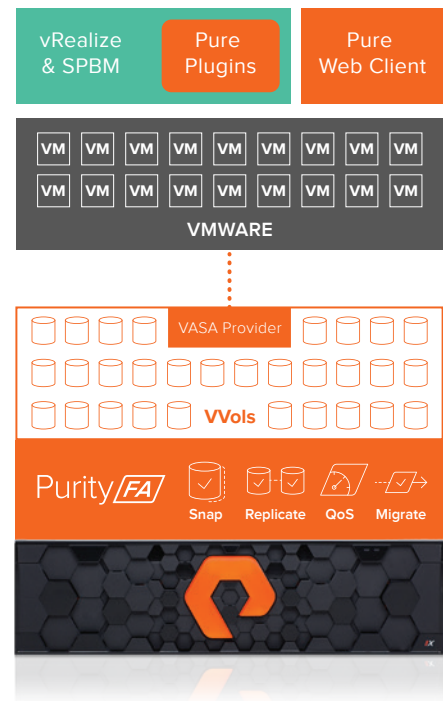 vRealize
& SPBM
Pure
Plugins
Pure
Web Client
VM VM VM VM VM VM VM VM VM
VM VM VM VM VM VM VM VM VM
VMWARE
VASA Provider
VVols
Purity FA
Snap Replicate QoS Migrate